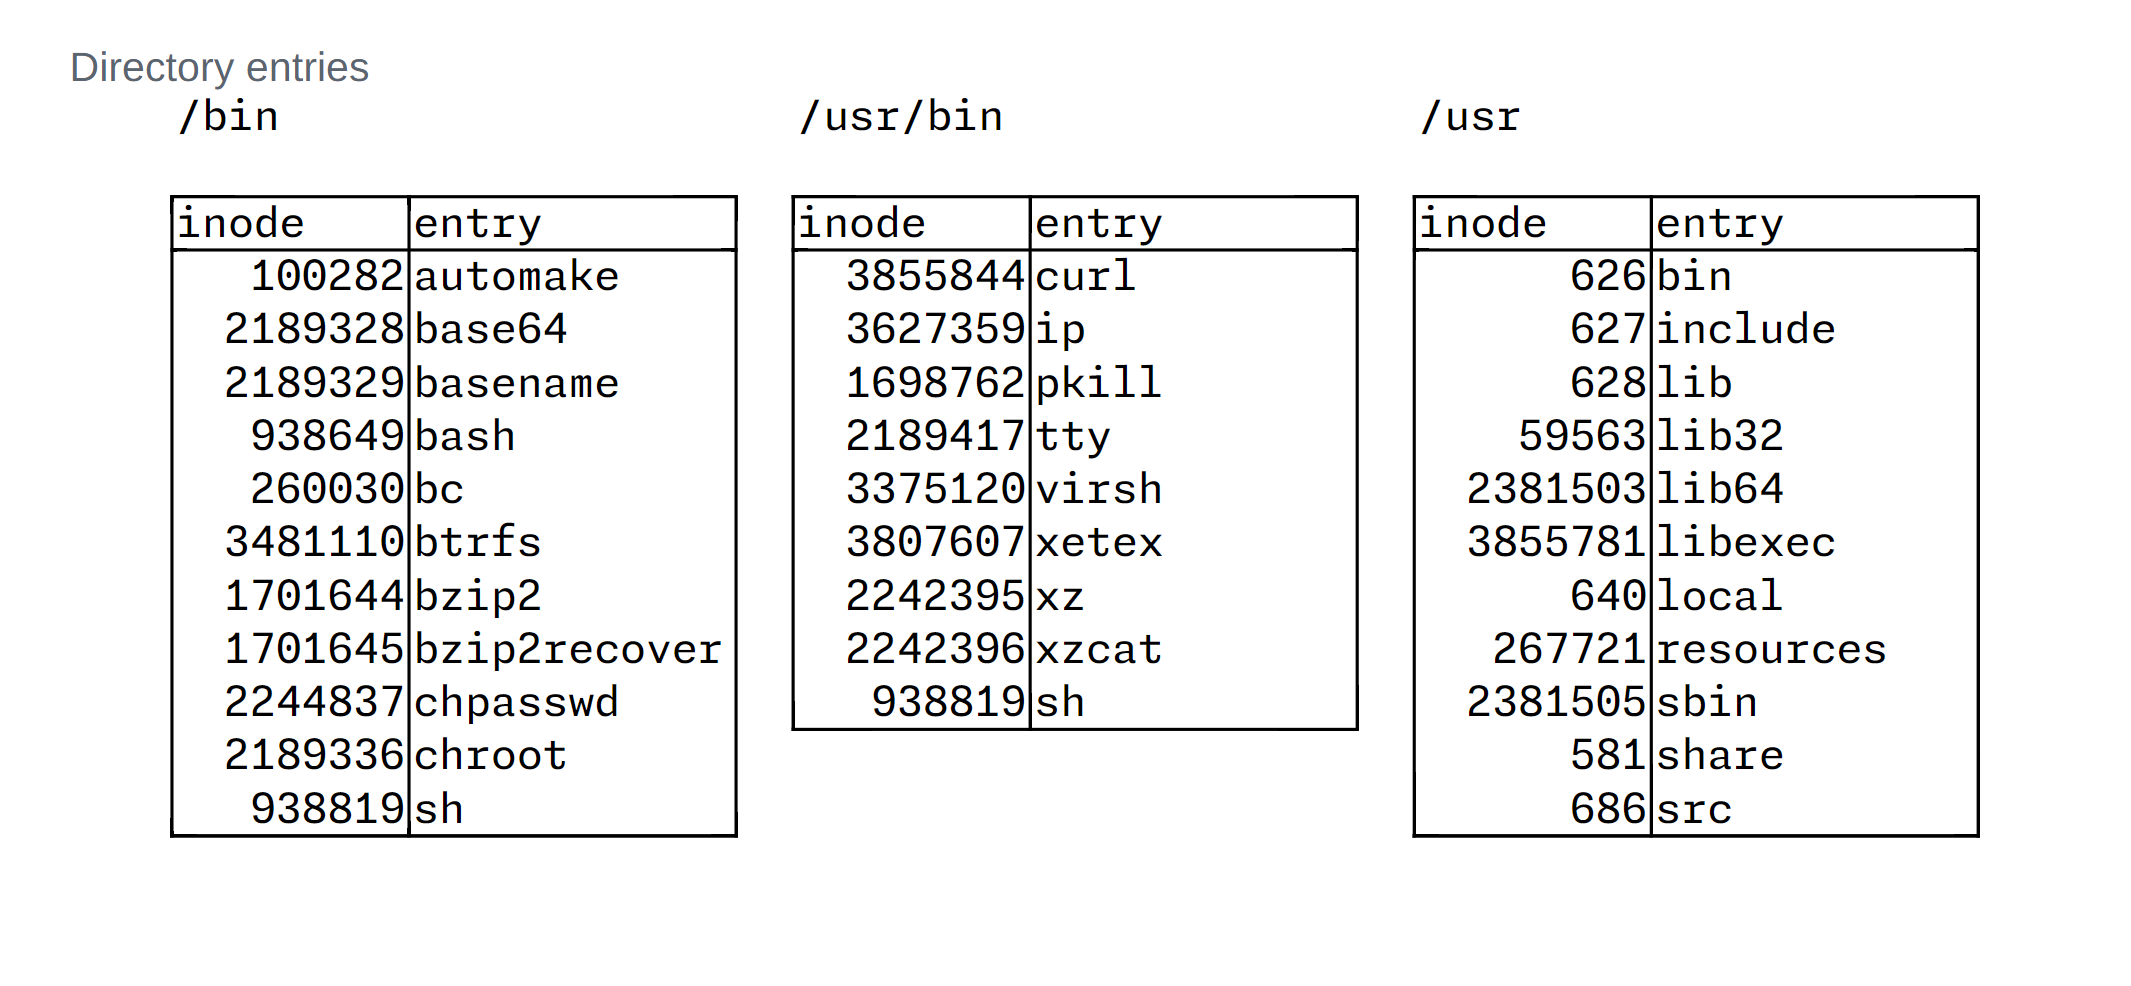 Directory entries
/bin
inode entry
100282 automake
2189328 base64
2189329 basename
938649 bash
260030 bc
3481110 btrfs
1701644 bzip2
1701645 bzip2recover
2244837 chpasswd
2189336 chroot
938819 sh
/usr/bin
inode entry
3855844 curl
3627359 ip
1698762 pkill
2189417 tty
3375120 virsh
3807607 xetex
2242395 xz
2242396 xzcat
938819 sh
/usr
inode entry
626 bin
627 include
628 lib
59563 lib32
2381503 lib64
3855781 libexec
640 local
267721 resources
2381505 sbin
581 share
686 src